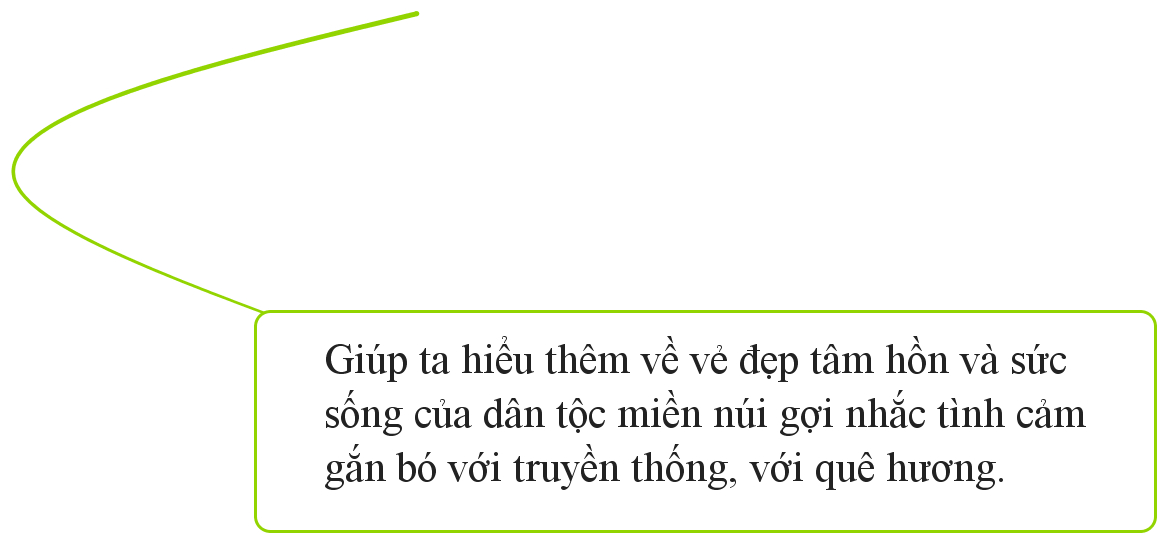 Giúp ta hiểu thêm về vẻ đẹp tâm hồn và sức
sống của dân tộc miền núi gợi nhắc tình cảm
gắn bó với truyền thống, với quê hương.